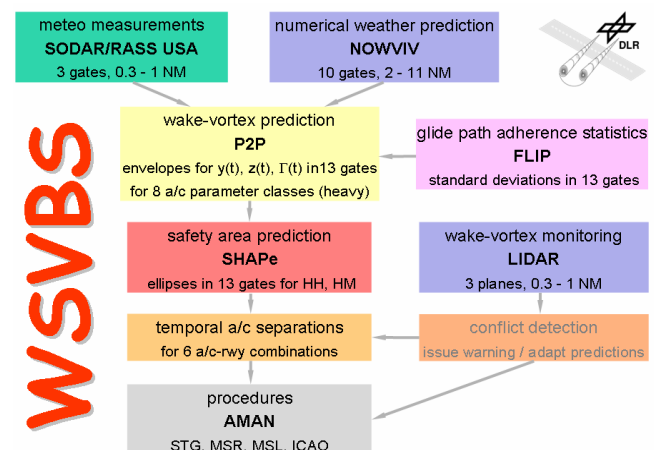 meteo measurements
SODAR/RASS USA
3 gates, 0.3 - 1 NM
numerical weather prediction
NOWVIV
10 gates, 2 - 11 NM
DLR
wake-vortex prediction
P2P
envelopes for y(t), z(t), Γ(t) in13 gates
for 8 a/c parameter classes (heavy)
glide path adherence statistics
FLIP
standard deviations in 13 gates
safety area prediction
SHAPe
ellipses in 13 gates for HH, HM
wake-vortex monitoring
LIDAR
3 planes, 0.3 - 1 NM
temporal a/c separations
for 6 a/c-rwy combinations
conflict detection
issue warning / adapt predictions
procedures
AMAN
STG, MSR, MSL, ICAO
WSVBS